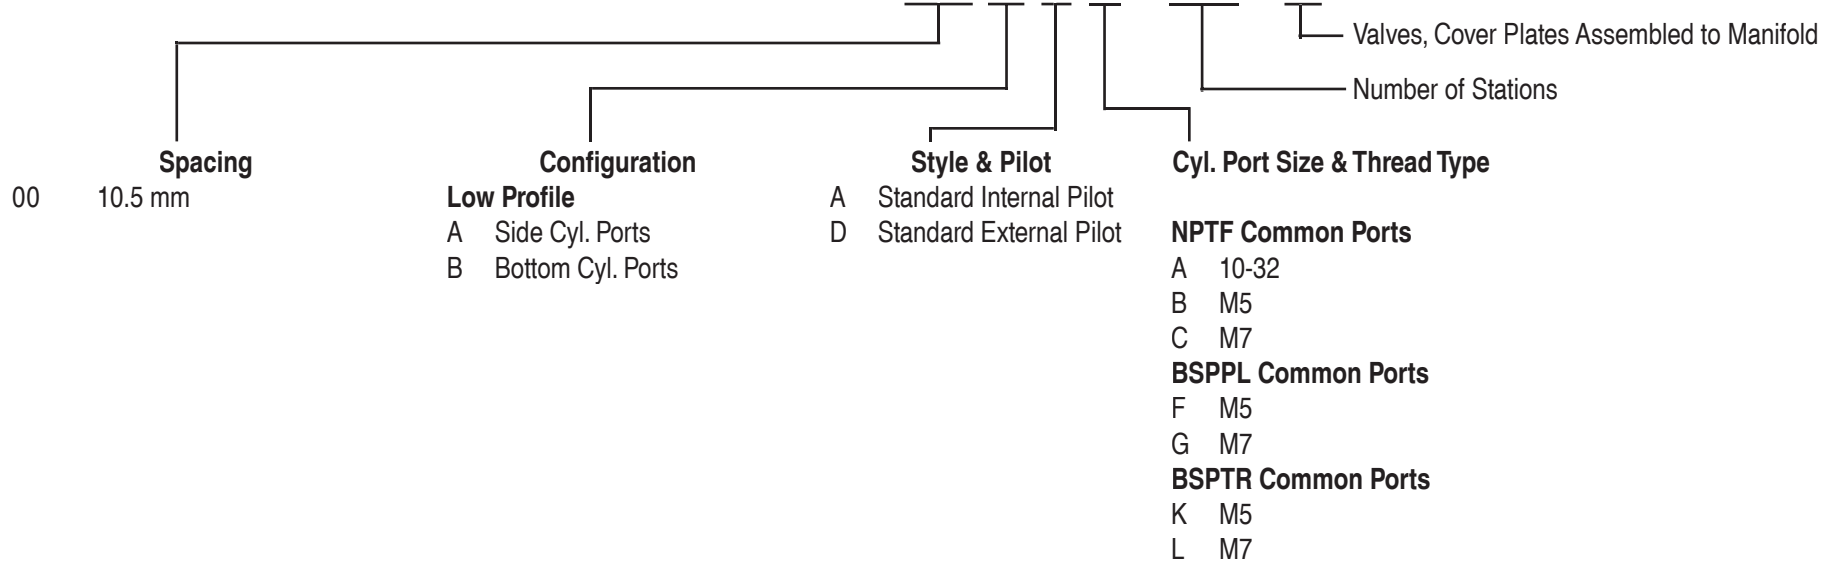 Valves, Cover Plates Assembled to Manifold
Number of Stations
Spacing
00 10.5 mm
Configuration
Low Profile
A Side Cyl. Ports
B Bottom Cyl. Ports
Style & Pilot
A Standard Internal Pilot
D Standard External Pilot
Cyl. Port Size & Thread Type
NPTF Common Ports
A 10-32
B M5
C M7
BSPPL Common Ports
F M5
G M7
BSPTR Common Ports
K M5
L M7